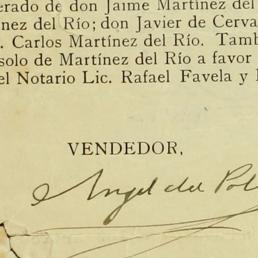 erado de don Jaime Martínez del
nez del Río; don Javier de Cerva
. Carlos Martínez del Río. Tamb
solo de Martínez del Río a favor
el Notario Lic. Rafael Favela y
VENDEDOR,
Angel del Pol